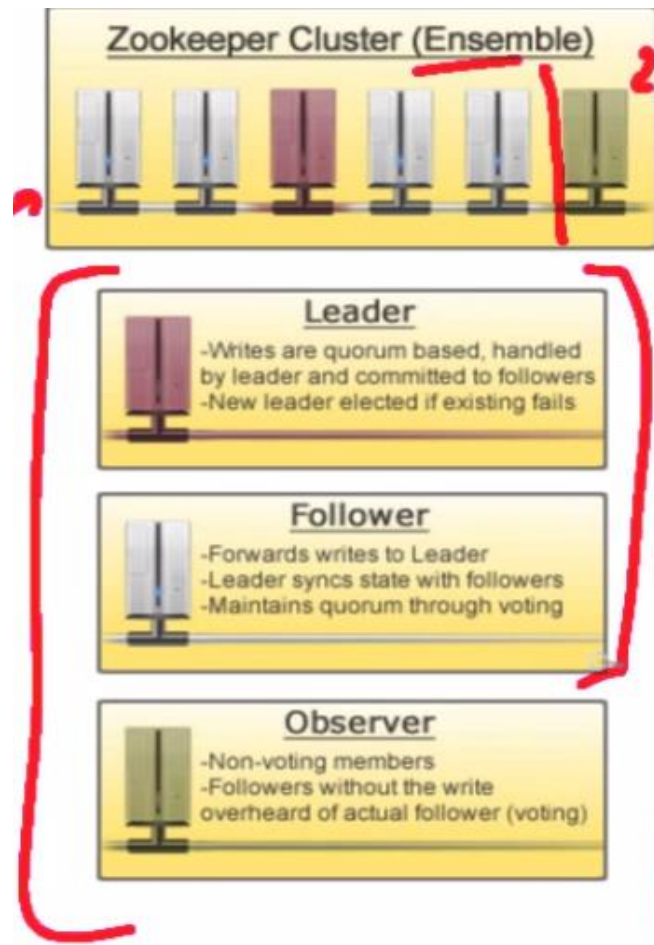 Zookeeper Cluster (Ensemble)
2
Leader
-Writes are quorum based, handled
by leader and committed to followers
-New leader elected if existing fails
Follower
-Forwards writes to Leader
-Leader syncs state with followers
-Maintains quorum through voting
Observer
-Non-voting members
-Followers without the write
overheard of actual follower (voting)